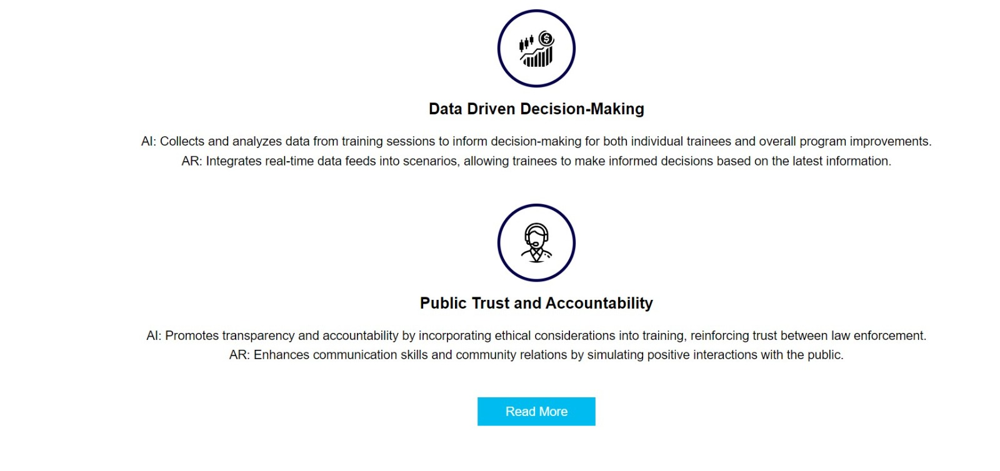 Data Driven Decision-Making
AI: Collects and analyzes data from training sessions to inform decision-making for both individual trainees and overall program improvements.
AR: Integrates real-time data feeds into scenarios, allowing trainees to make informed decisions based on the latest information.
Public Trust and Accountability
AI: Promotes transparency and accountability by incorporating ethical considerations into training, reinforcing trust between law enforcement.
AR: Enhances communication skills and community relations by simulating positive interactions with the public.
Read More